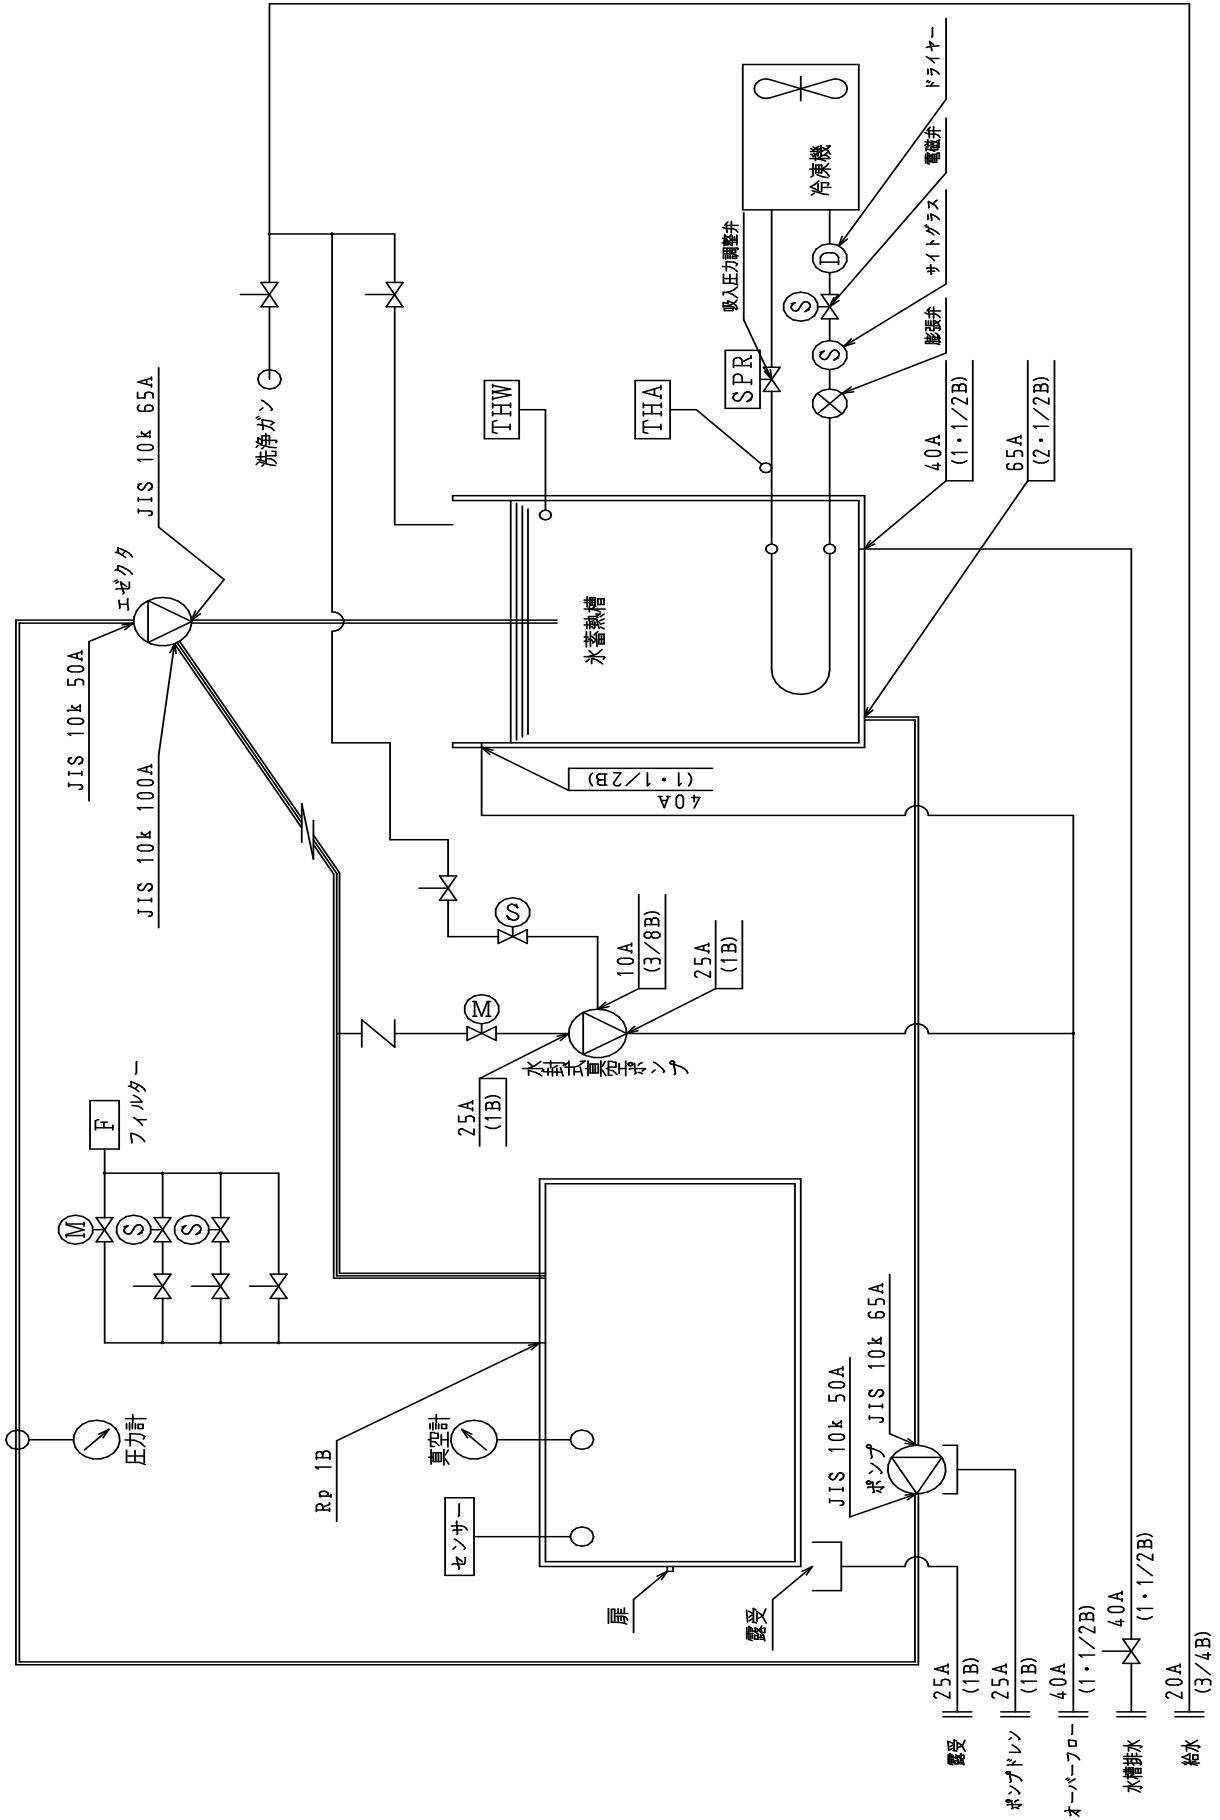 圧力計
JIS 10k 50A
JIS 10k 100A
エゼクタ
JIS 10k 65A
洗浄ガン
M
S
S
F
フィルター
Rp 1B
真空計
センサー
扉
露受
25A
(1B)
水封式真空ポンプ
M
S
10A
(3/8B)
25A
(1B)
40A
(1・1/2B)
水蓄熱槽
THW
THA
SPR
吸入圧力調整弁
冷凍機
D
S
S
ドライヤー
電磁弁
サイトグラス
膨張弁
40A
(1・1/2B)
65A
(2・1/2B)
JIS 10k 50A
ポンプ
JIS 10k 65A
露受
25A
(1B)
ポンプドレン
25A
(1B)
オーバーフロー
40A
(1・1/2B)
水槽排水
40A
(1・1/2B)
給水
20A
(3/4B)